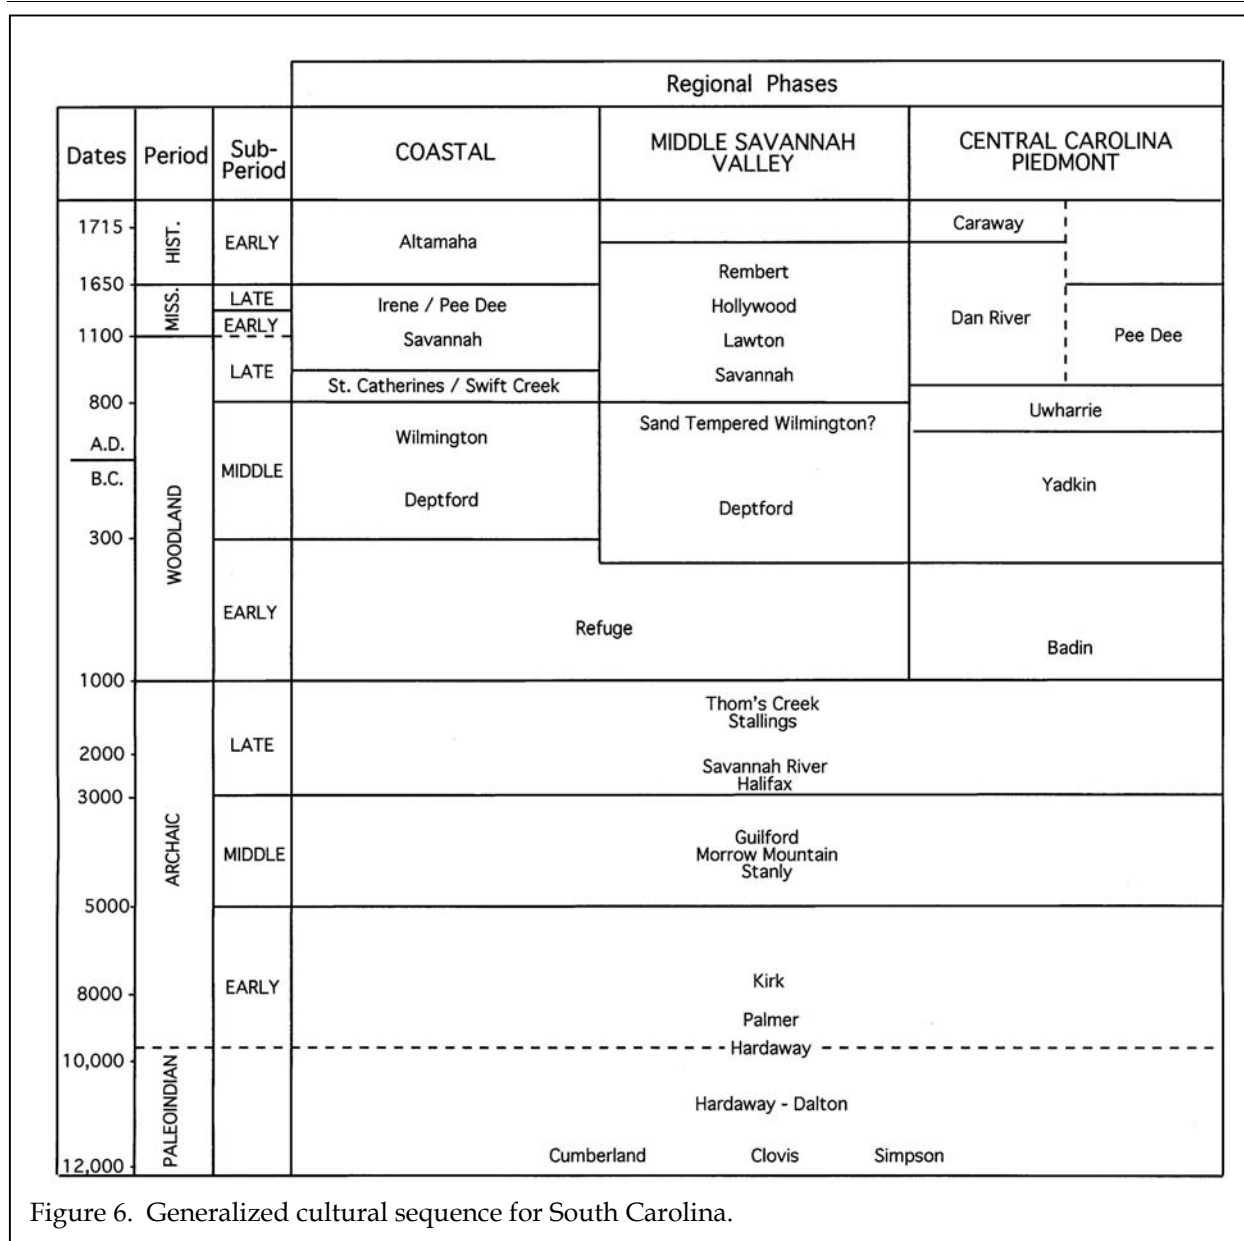 Regional Phases
Dates
Period
Sub-
Period
COASTAL
MIDDLE SAVANNAH
VALLEY
CENTRAL CAROLINA
PIEDMONT
1715
HIST.
EARLY
Altamaha
Caraway
1650
MISS.
LATE
EARLY
Irene / Pee Dee
Savannah
Rembert
Hollywood
Lawton
Savannah
Dan River
Pee Dee
1100
WOODLAND
LATE
St. Catherines / Swift Creek
800
Uwharrie
A.D.
B.C.
MIDDLE
Wilmington
Deptford
Sand Tempered Wilmington?
Deptford
Yadkin
300
EARLY
Refuge
Badin
1000
ARCHAIC
LATE
Thom's Creek
Stallings
2000
Savannah River
Halifax
3000
MIDDLE
Guilford
Morrow Mountain
Stanly
5000
EARLY
8000
Kirk
Palmer
Hardaway
10,000
PALEOINDIAN
Hardaway - Dalton
Cumberland Clovis Simpson
12,000
Figure 6. Generalized cultural sequence for South Carolina.